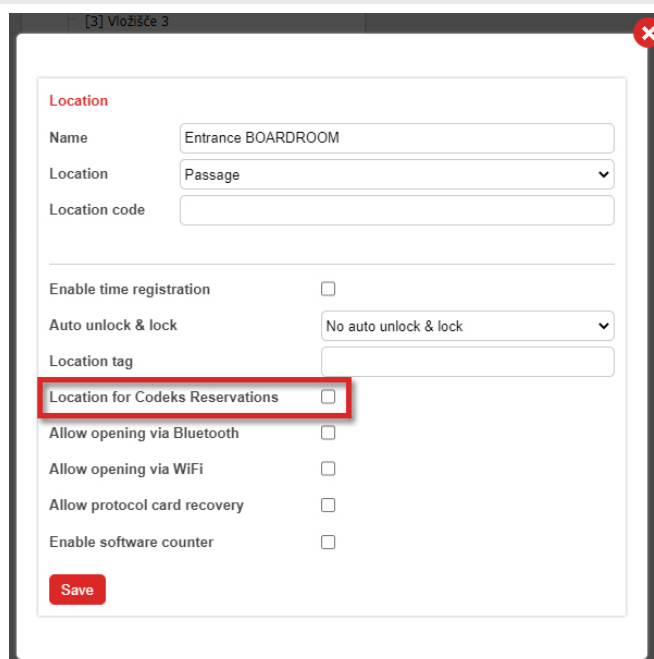 [3] Vložišče 3
Location
Name Entrance BOARDROOM
Location Passage
Location code
Enable time registration
Auto unlock & lock No auto unlock & lock
Location tag
Location for Codeks Reservations
Allow opening via Bluetooth
Allow opening via WiFi
Allow protocol card recovery
Enable software counter
Save